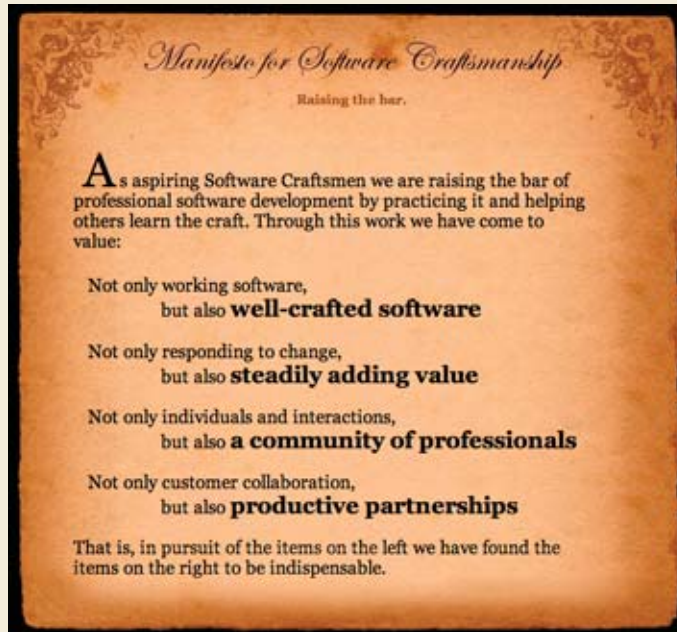 Manifesto for Software Craftsmanship
Raising the bar.
As aspiring Software Craftsmen we are raising the bar of
professional software development by practicing it and helping
others learn the craft. Through this work we have come to
value:
Not only working software,
but also well-crafted software
Not only responding to change,
but also steadily adding value
Not only individuals and interactions,
but also a community of professionals
Not only customer collaboration,
but also productive partnerships
That is, in pursuit of the items on the left we have found the
items on the right to be indispensable.